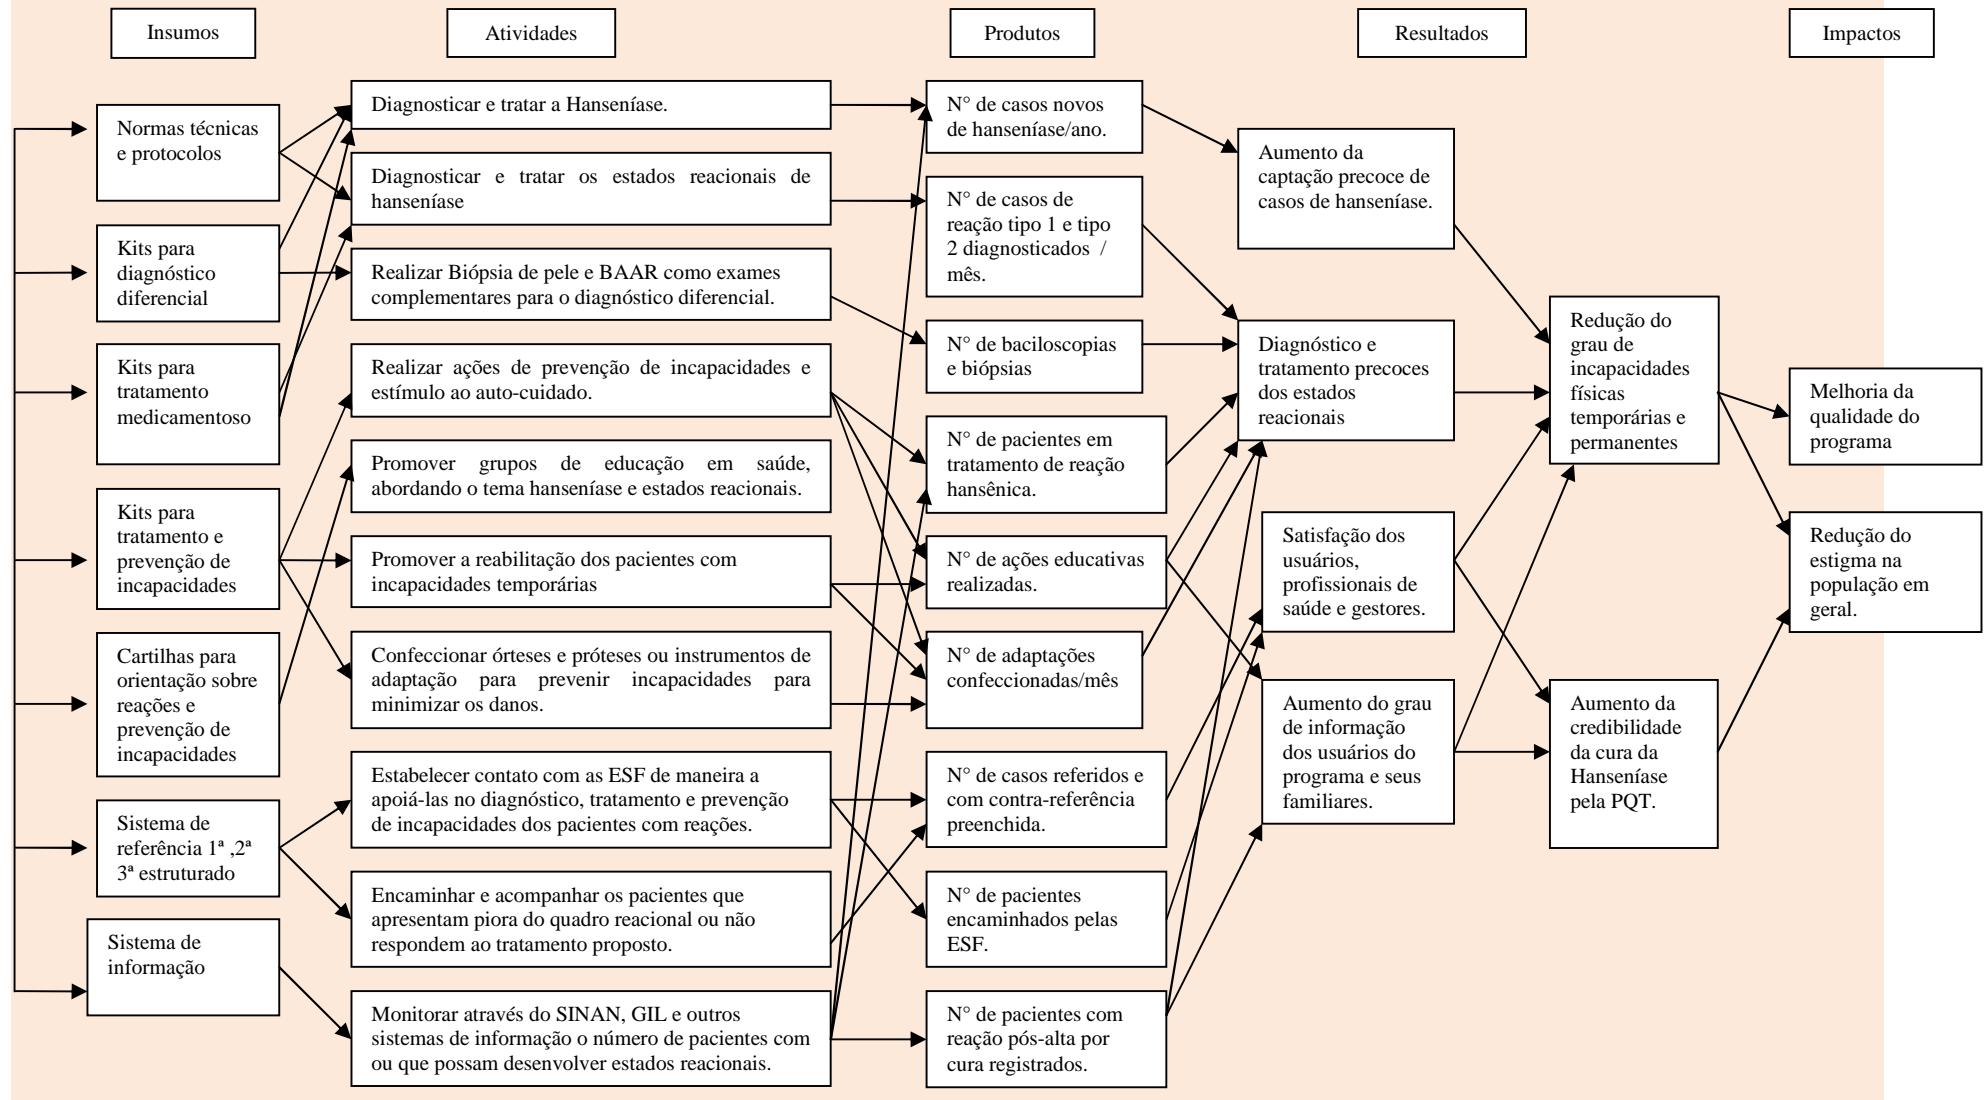 Insumos
Atividades
Produtos
Resultados
Impactos
Normas técnicas
e protocolos
Kits para
diagnóstico
diferencial
Kits para
tratamento
medicamentoso
Kits para
tratamento e
prevenção de
incapacidades
Cartilhas para
orientação sobre
reações e
prevenção de
incapacidades
Sistema de
referência 1ª ,2ª
3ª estruturado
Sistema de
informação
Diagnosticar e tratar a Hanseníase.
Diagnosticar e tratar os estados reacionais de
hanseníase
Realizar Biópsia de pele e BAAR como exames
complementares para o diagnóstico diferencial.
Realizar ações de prevenção de incapacidades e
estímulo ao auto-cuidado.
Promover grupos de educação em saúde,
abordando o tema hanseníase e estados reacionais.
Promover a reabilitação dos pacientes com
incapacidades temporárias
Confeccionar órteses e próteses ou instrumentos de
adaptação para prevenir incapacidades para
minimizar os danos.
Estabelecer contato com as ESF de maneira a
apoiá-las no diagnóstico, tratamento e prevenção
de incapacidades dos pacientes com reações.
Encaminhar e acompanhar os pacientes que
apresentam piora do quadro reacional ou não
respondem ao tratamento proposto.
Monitorar através do SINAN, GIL e outros
sistemas de informação o número de pacientes com
ou que possam desenvolver estados reacionais.
N° de casos novos
de hanseníase/ano.
N° de casos de
reação tipo 1 e tipo
2 diagnosticados /
mês.
N° de baciloscopias
e biópsias
N° de pacientes em
tratamento de reação
hansênica.
N° de ações educativas
realizadas.
N° de adaptações
confeccionadas/mês
N° de casos referidos e
com contra-referência
preenchida.
N° de pacientes
encaminhados pelas
ESF.
N° de pacientes com
reação pós-alta por
cura registrados.
Aumento da
captação precoce de
casos de hanseníase.
Diagnóstico e
tratamento precoces
dos estados
reacionais
Satisfação dos
usuários,
profissionais de
saúde e gestores.
Aumento do grau
de informação
dos usuários do
programa e seus
familiares.
Redução do
grau de
incapacidades
físicas
temporárias e
permanentes
Aumento da
credibilidade
da cura da
Hanseníase
pela PQT.
Melhoria da
qualidade do
programa
Redução do
estigma na
população em
geral.